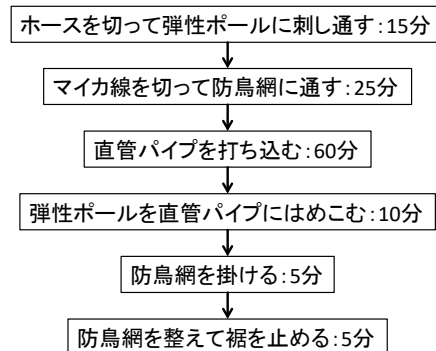 ホースを切って弾性ポールに刺し通す：15分
マイカ線を切って防鳥網に通す：25分
直管パイプを打ち込む：60分
弾性ポールを直管パイプにはめこむ：10分
防鳥網を掛ける：5分
防鳥網を整えて裾を止める：5分